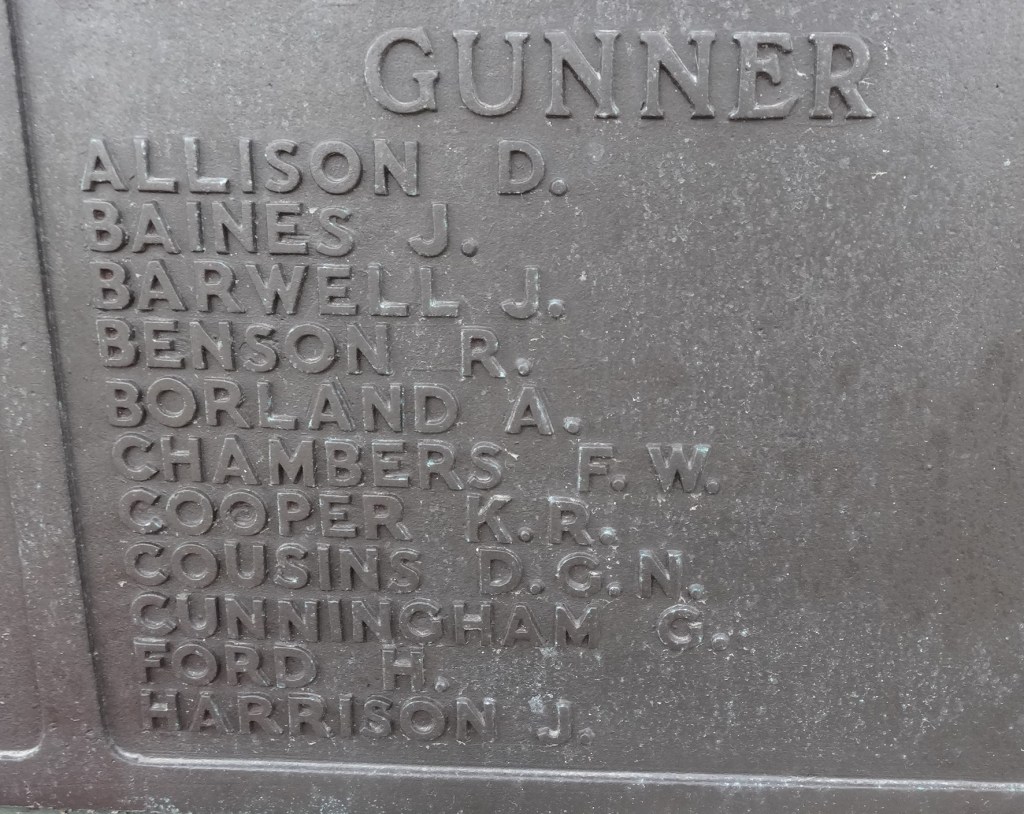 GUNNER
ALLISON D.
BAINES J.
BARWELL J.
BENSON R.
BORLAND A.
CHAMBERS F.W.
COOPER K.R.
COUSINS D.G.N.
CUNNINGHAM G.
FORD H.
HARRISON J.